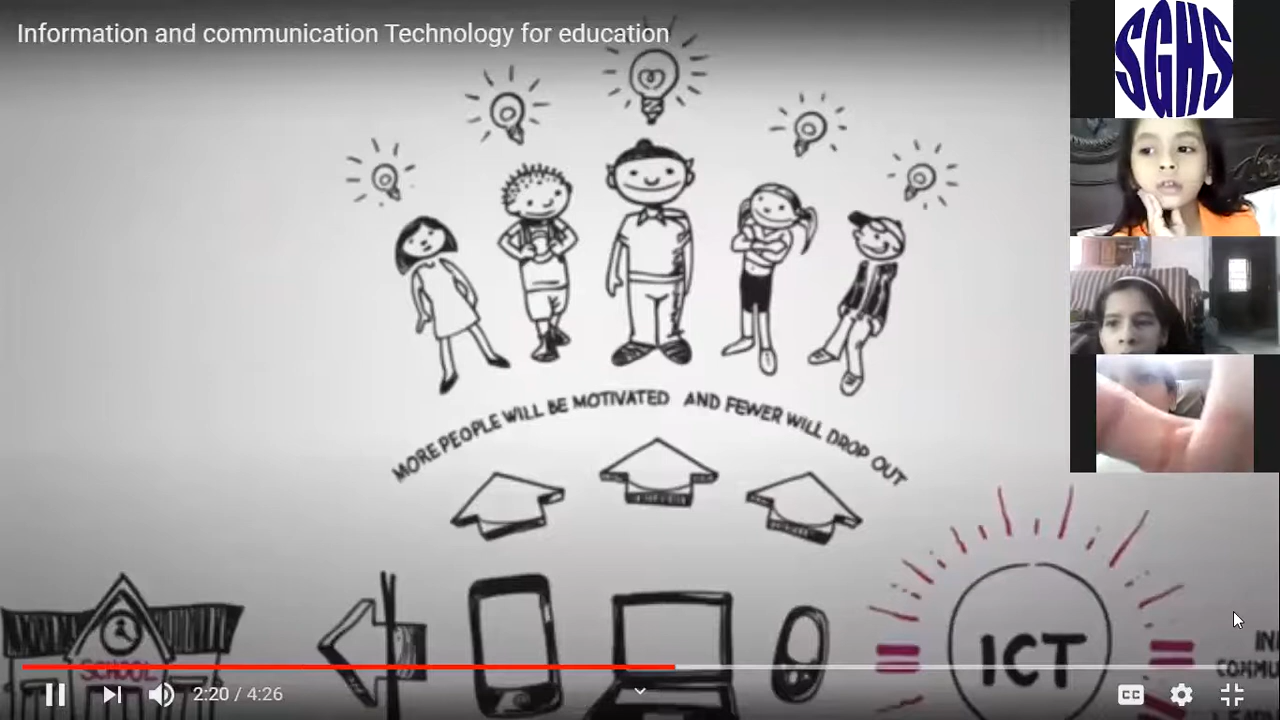 Information and communication Technology for education
SGHS
MORE PEOPLE WILL BE MOTIVATED AND FEWER WILL DROP OUT
SCHOOL
ICT
2:20 / 4:26
CC